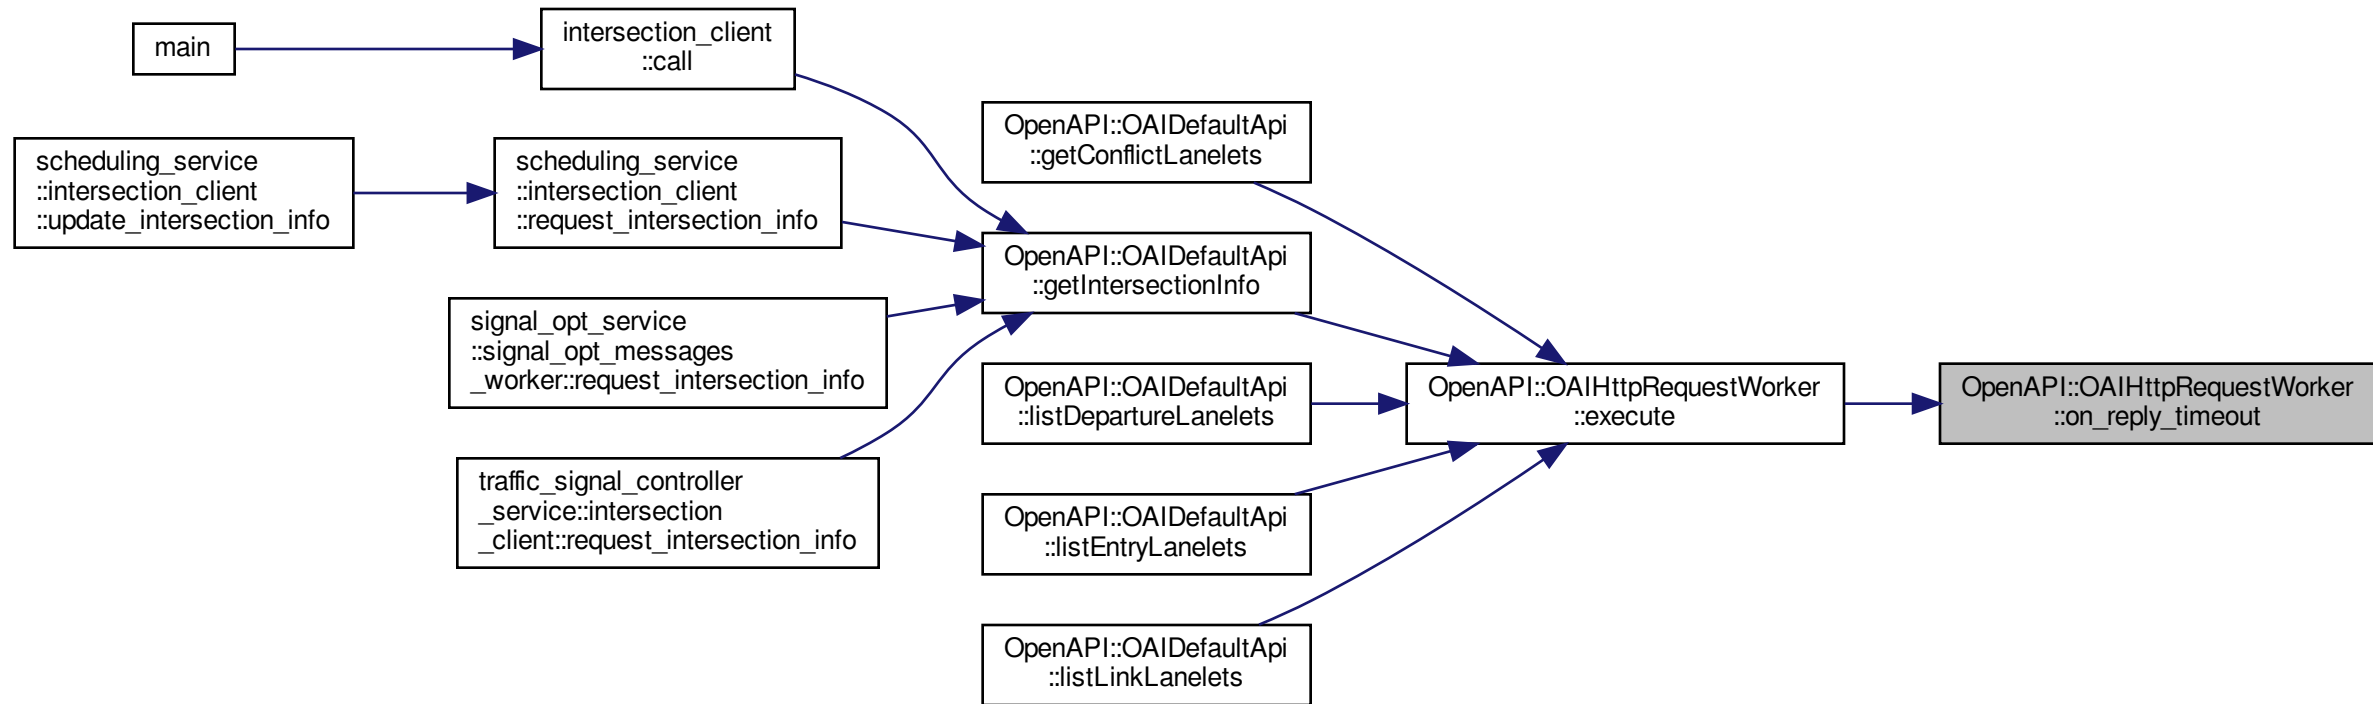 main
intersection_client
::call
scheduling_service
::intersection_client
::update_intersection_info
scheduling_service
::intersection_client
::request_intersection_info
signal_opt_service
::signal_opt_messages
_worker::request_intersection_info
traffic_signal_controller
_service::intersection
_client::request_intersection_info
OpenAPI::OAIDefaultApi
::getConflictLanelets
OpenAPI::OAIDefaultApi
::getIntersectionInfo
OpenAPI::OAIDefaultApi
::listDepartureLanelets
OpenAPI::OAIDefaultApi
::listEntryLanelets
OpenAPI::OAIDefaultApi
::listLinkLanelets
OpenAPI::OAIHttpRequestWorker
::execute
OpenAPI::OAIHttpRequestWorker
::on_reply_timeout